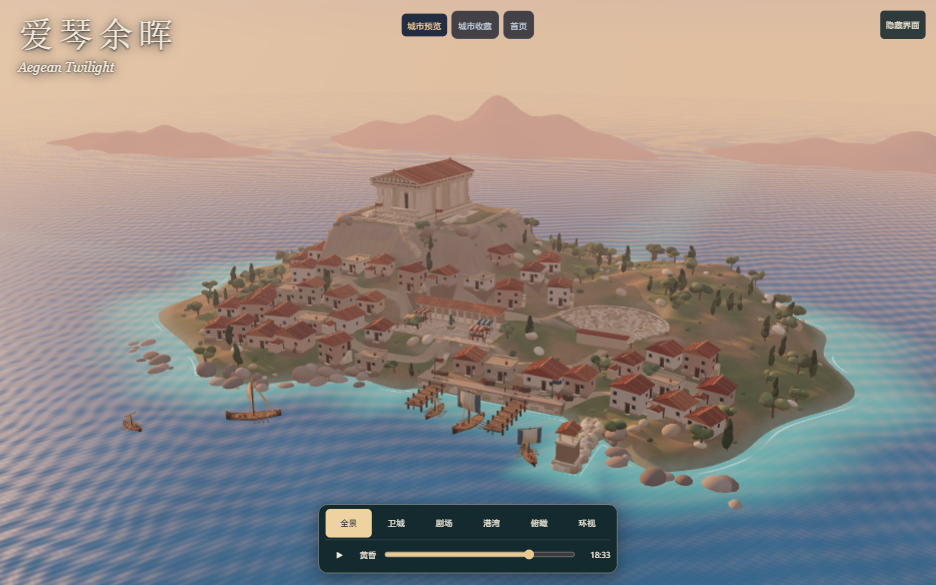 爱琴余晖
Aegean Twilight
城市预览
城市收藏
首页
隐藏界面
全景
卫城
剧场
港湾
俯瞰
环视
黄昏
18:33